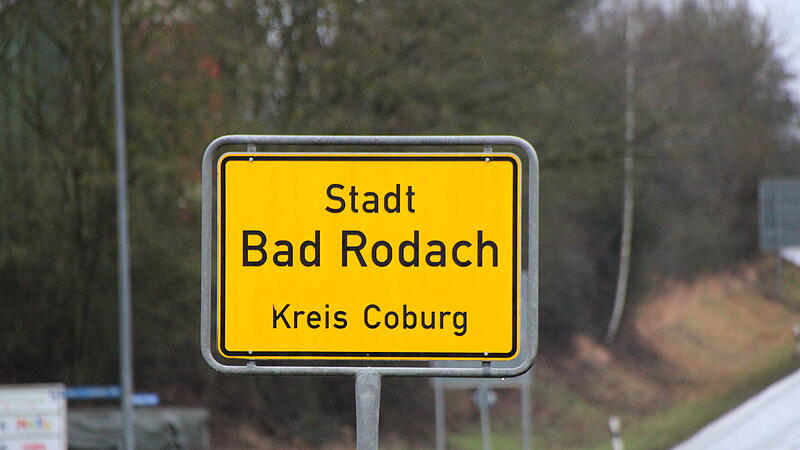 Stadt
Bad Rodach
Kreis Coburg